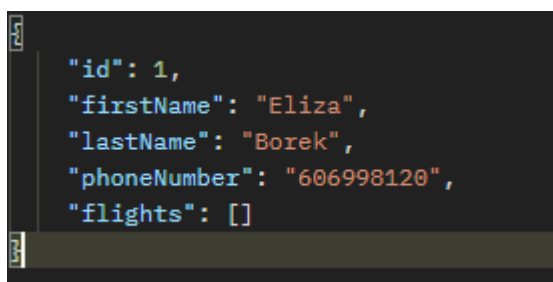 {
"id": 1,
"firstName": "Eliza",
"lastName": "Borek",
"phoneNumber": "606998120",
"flights": []
}